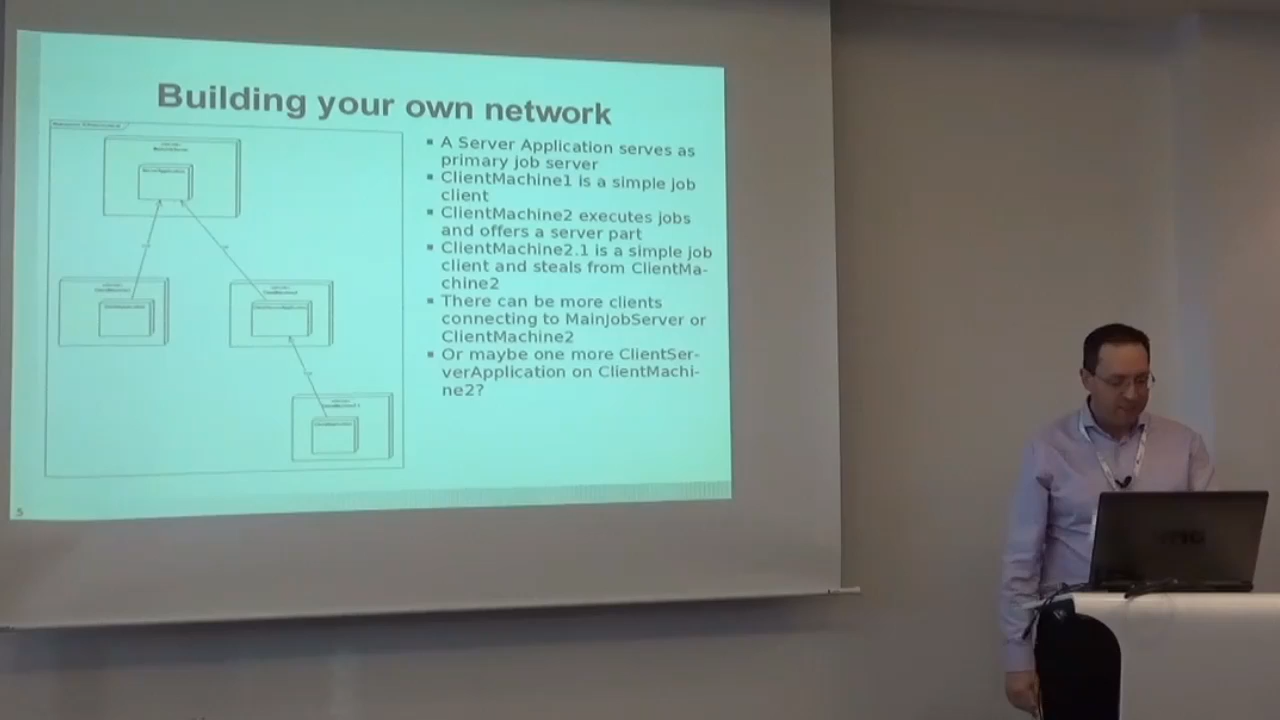 Building your own network
ServerApplication
▪ A Server Application serves as
primary job server
▪ ClientMachine1 is a simple job
client
▪ ClientMachine2 executes jobs
and offers a server part
▪ ClientMachine2.1 is a simple job
client and steals from ClientMa-
chine2
▪ There can be more clients
connecting to MainJobServer or
ClientMachine2
▪ Or maybe one more ClientSer-
verApplication on ClientMachi-
ne2?
5